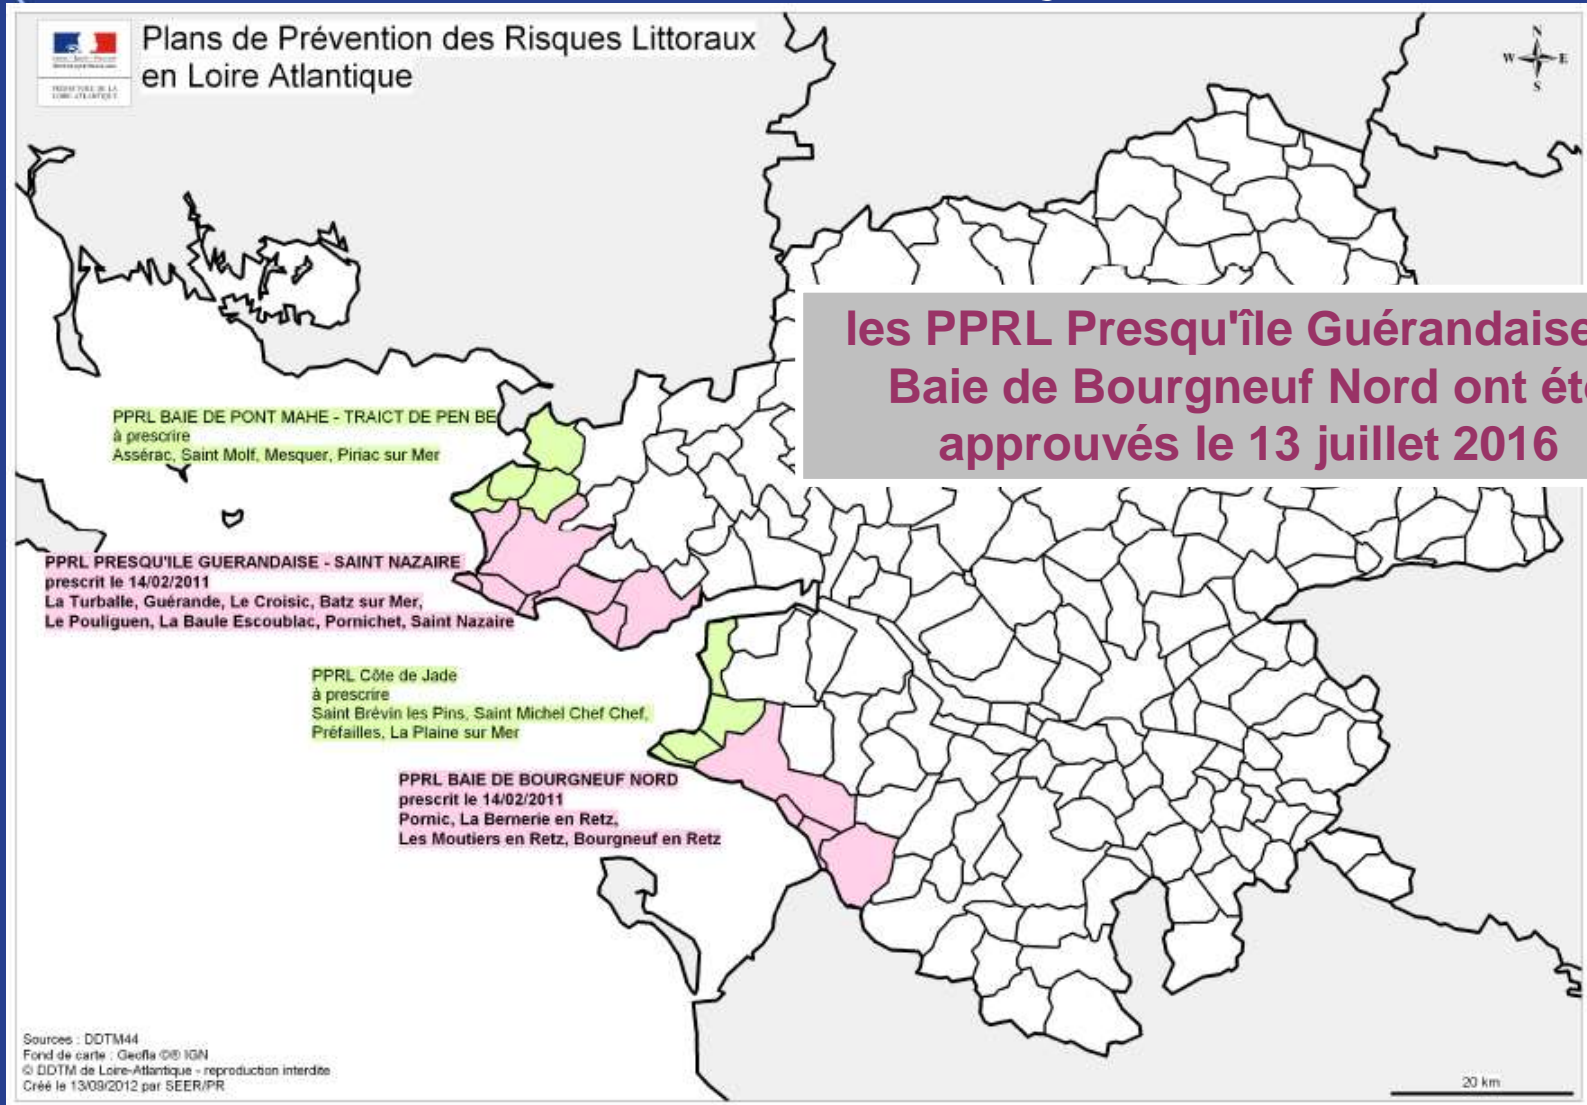 Plans de Prévention des Risques Littoraux
en Loire Atlantique
N
W E
S
les PPRL Presqu'île Guérandaise
Baie de Bourgneuf Nord ont été
approuvés le 13 juillet 2016
PPRL BAIE DE PONT MAHE - TRAICT DE PEN BE
à prescrire
Assérac, Saint Molf, Mesquer, Piriac sur Mer
PPRL PRESQU'ILE GUERANDAISE - SAINT NAZAIRE
prescrit le 14/02/2011
La Turballe, Guérande, Le Croisic, Batz sur Mer,
Le Pouliguen, La Baule Escoublac, Pornichet, Saint Nazaire
PPRL Côte de Jade
à prescrire
Saint Brévin les Pins, Saint Michel Chef Chef,
Préfailles, La Plaine sur Mer
PPRL BAIE DE BOURGNEUF NORD
prescrit le 14/02/2011
Pornic, La Bernerie en Retz,
Les Moutiers en Retz, Bourgneuf en Retz
Sources : DDTM44
Fond de carte : Geofla ©® IGN
© DDTM de Loire-Atlantique - reproduction interdite
Créé le 13/09/2012 par SEER/PR
20 km